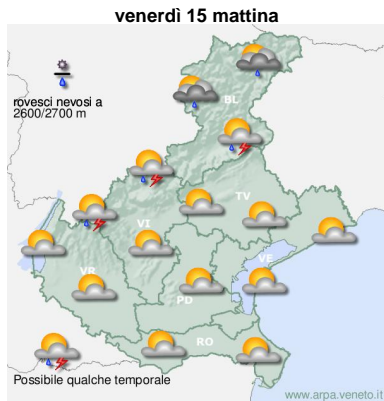 venerdì 15 mattina
rovesci nevosi a
2600/2700 m
BL
TV
VI
VE
VR
PD
RO
Possibile qualche temporale
www.arpa.veneto.it